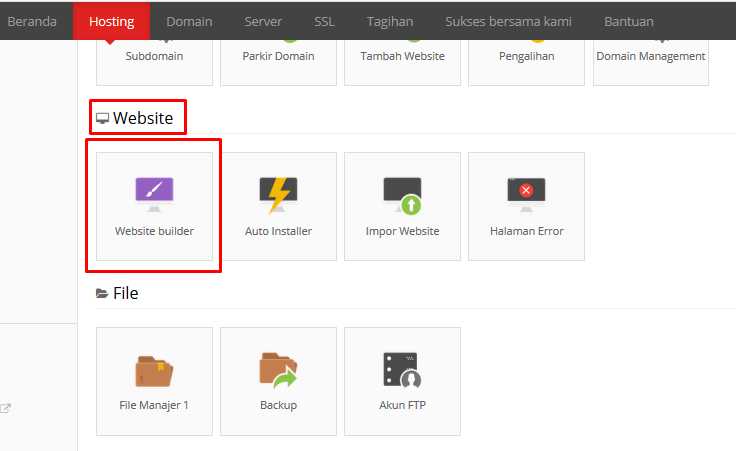 Beranda Hosting Domain Server SSL Tagihan Sukses bersama kami Bantuan
Subdomain Parkir Domain Tambah Website Pengalihan Domain Management
Website
Website builder Auto Installer Impor Website Halaman Error
File
File Manajer 1 Backup Akun FTP